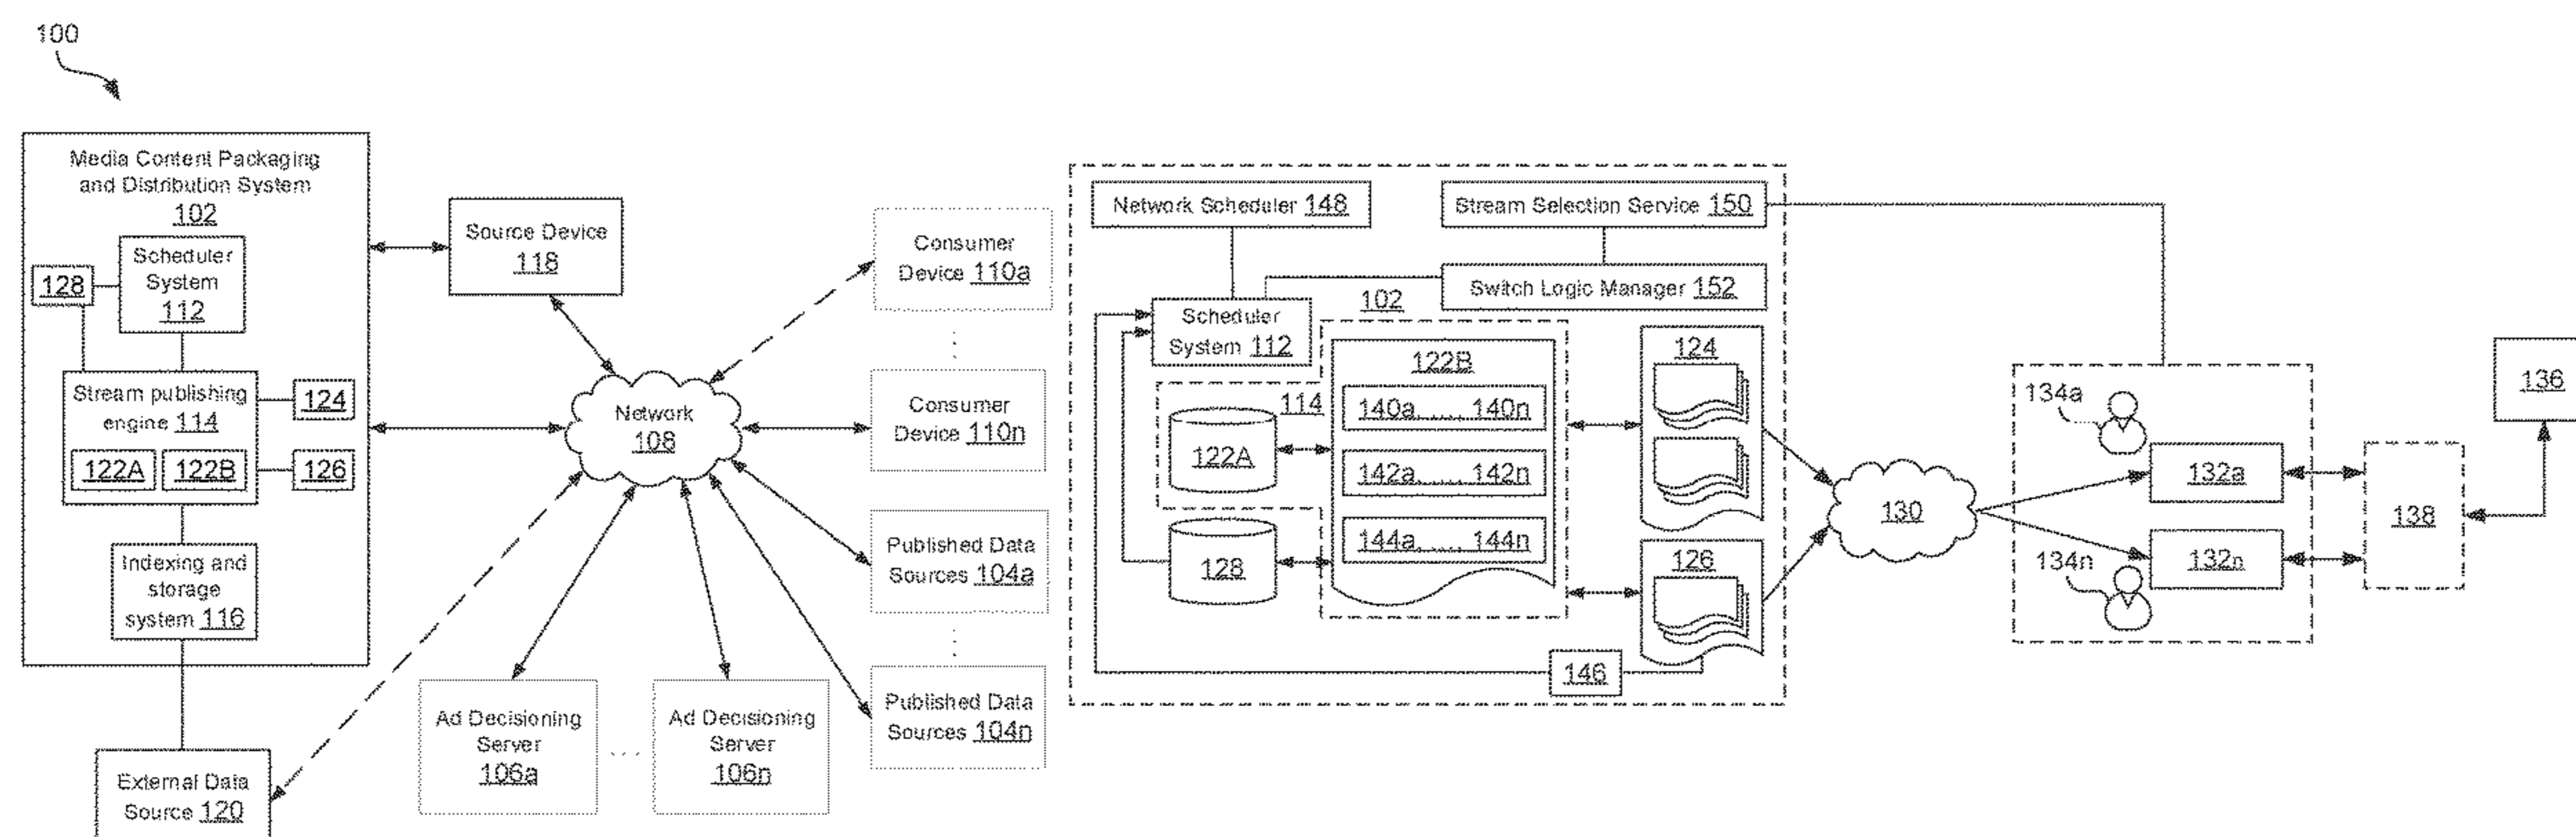 100
Media Content Packaging
and Distribution System
102
Scheduler
System
112
128
Stream publishing
engine 114
122A
122B
124
126
Indexing and
storage
system 116
External Data
Source 120
Source Device
118
Network
108
Consumer
Device 110a
Consumer
Device 110n
Published Data
Sources 104a
Published Data
Sources 104n
Ad Decisioning
Server
106a
. . .
Ad Decisioning
Server
106n
Network Scheduler 148
Stream Selection Service 150
Switch Logic Manager 152
102
Scheduler
System 112
114
122A
128
122B
140a...... 140n
142a...... 142n
144a...... 144n
124
126
146
130
134a
132a
134n
132n
138
136